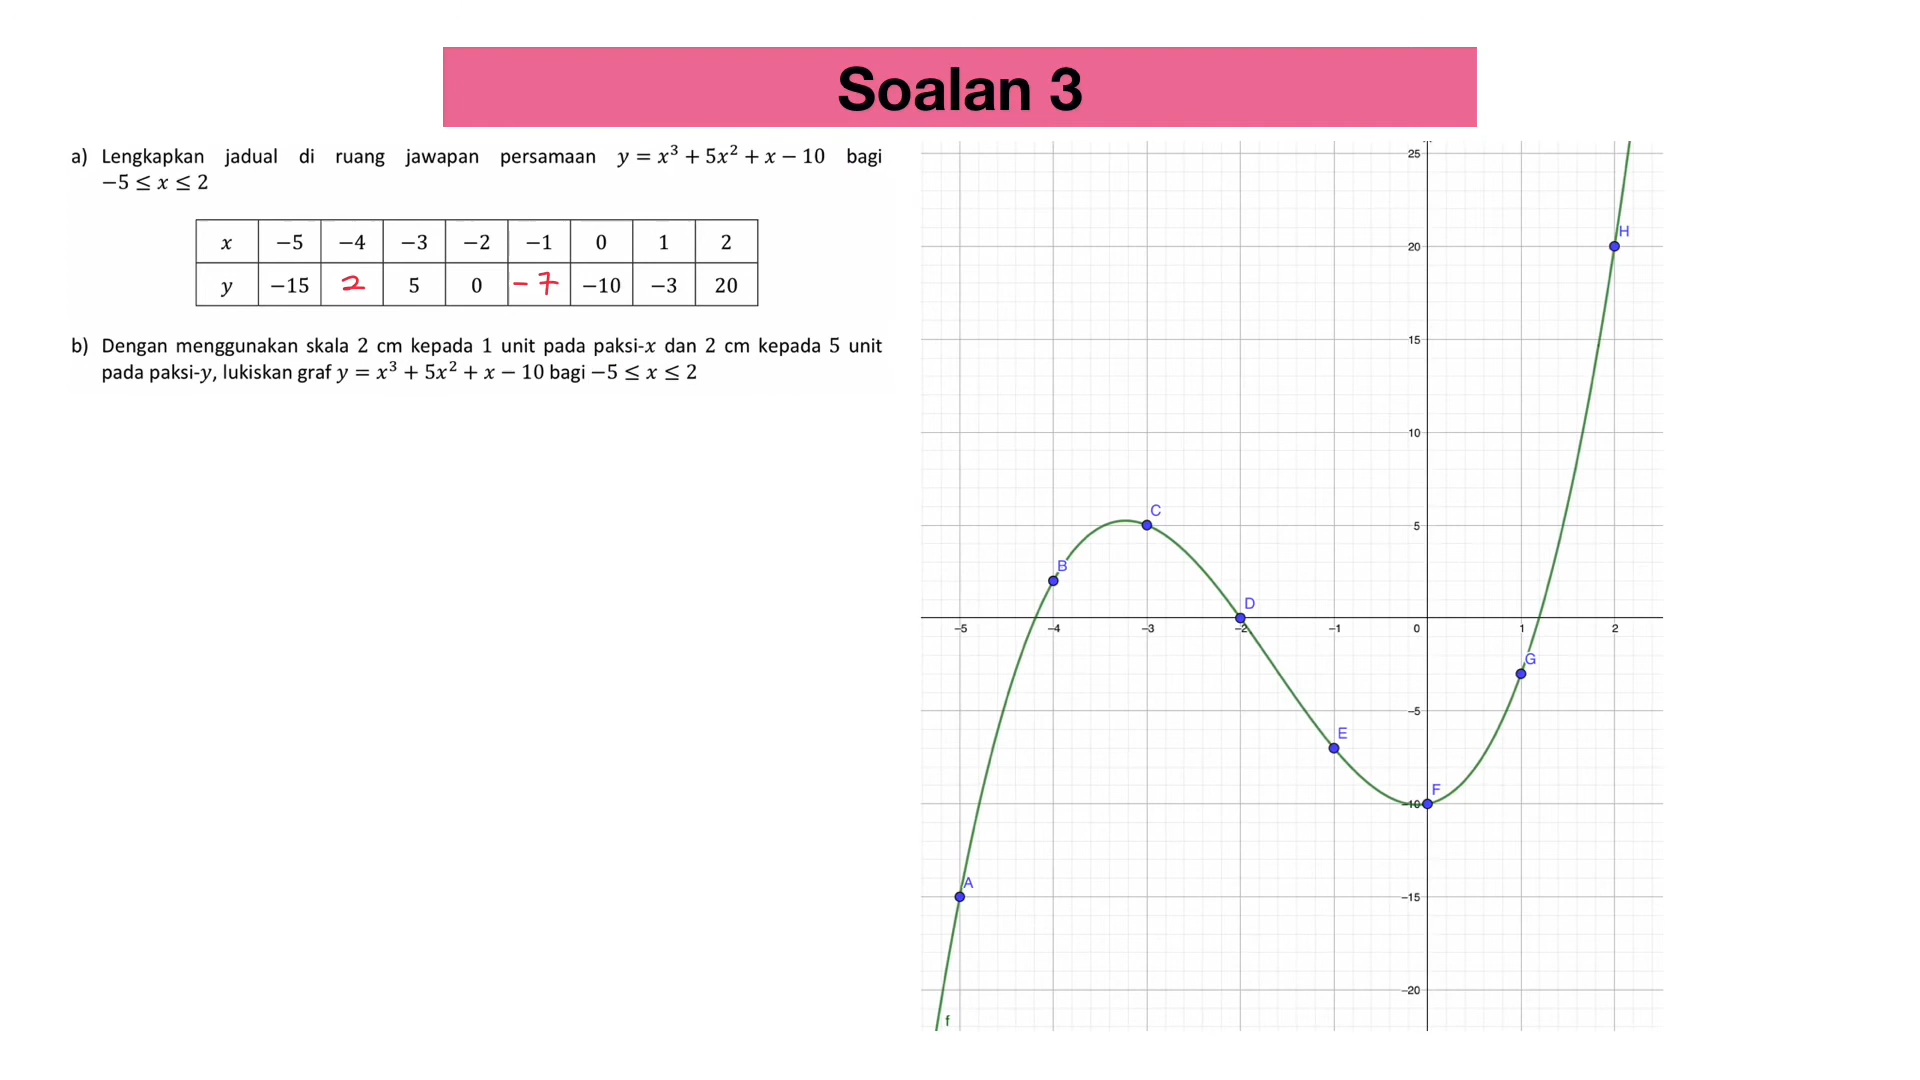 Soalan 3
a) Lengkapkan jadual di ruang jawapan persamaan y = x³ + 5x² + x − 10 bagi
−5 ≤ x ≤ 2
x −5 −4 −3 −2 −1 0 1 2
y −15 2 5 0 −7 −10 −3 20
b) Dengan menggunakan skala 2 cm kepada 1 unit pada paksi-x dan 2 cm kepada 5 unit
pada paksi-y, lukiskan graf y = x³ + 5x² + x − 10 bagi −5 ≤ x ≤ 2
25
H
20
15
10
C
5
B
D
−5 −4 −3 −2 −1 0 1 2
G
−5
E
F
−10
A
−15
−20
f